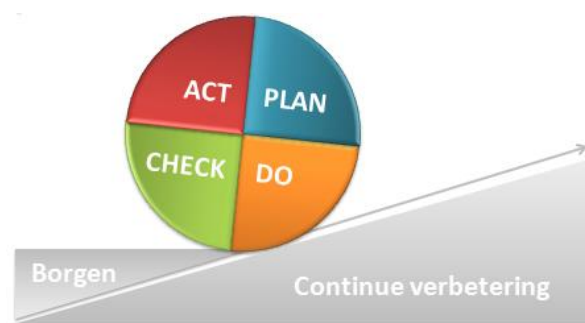 ACT
PLAN
CHECK
DO
Borgen
Continue verbetering